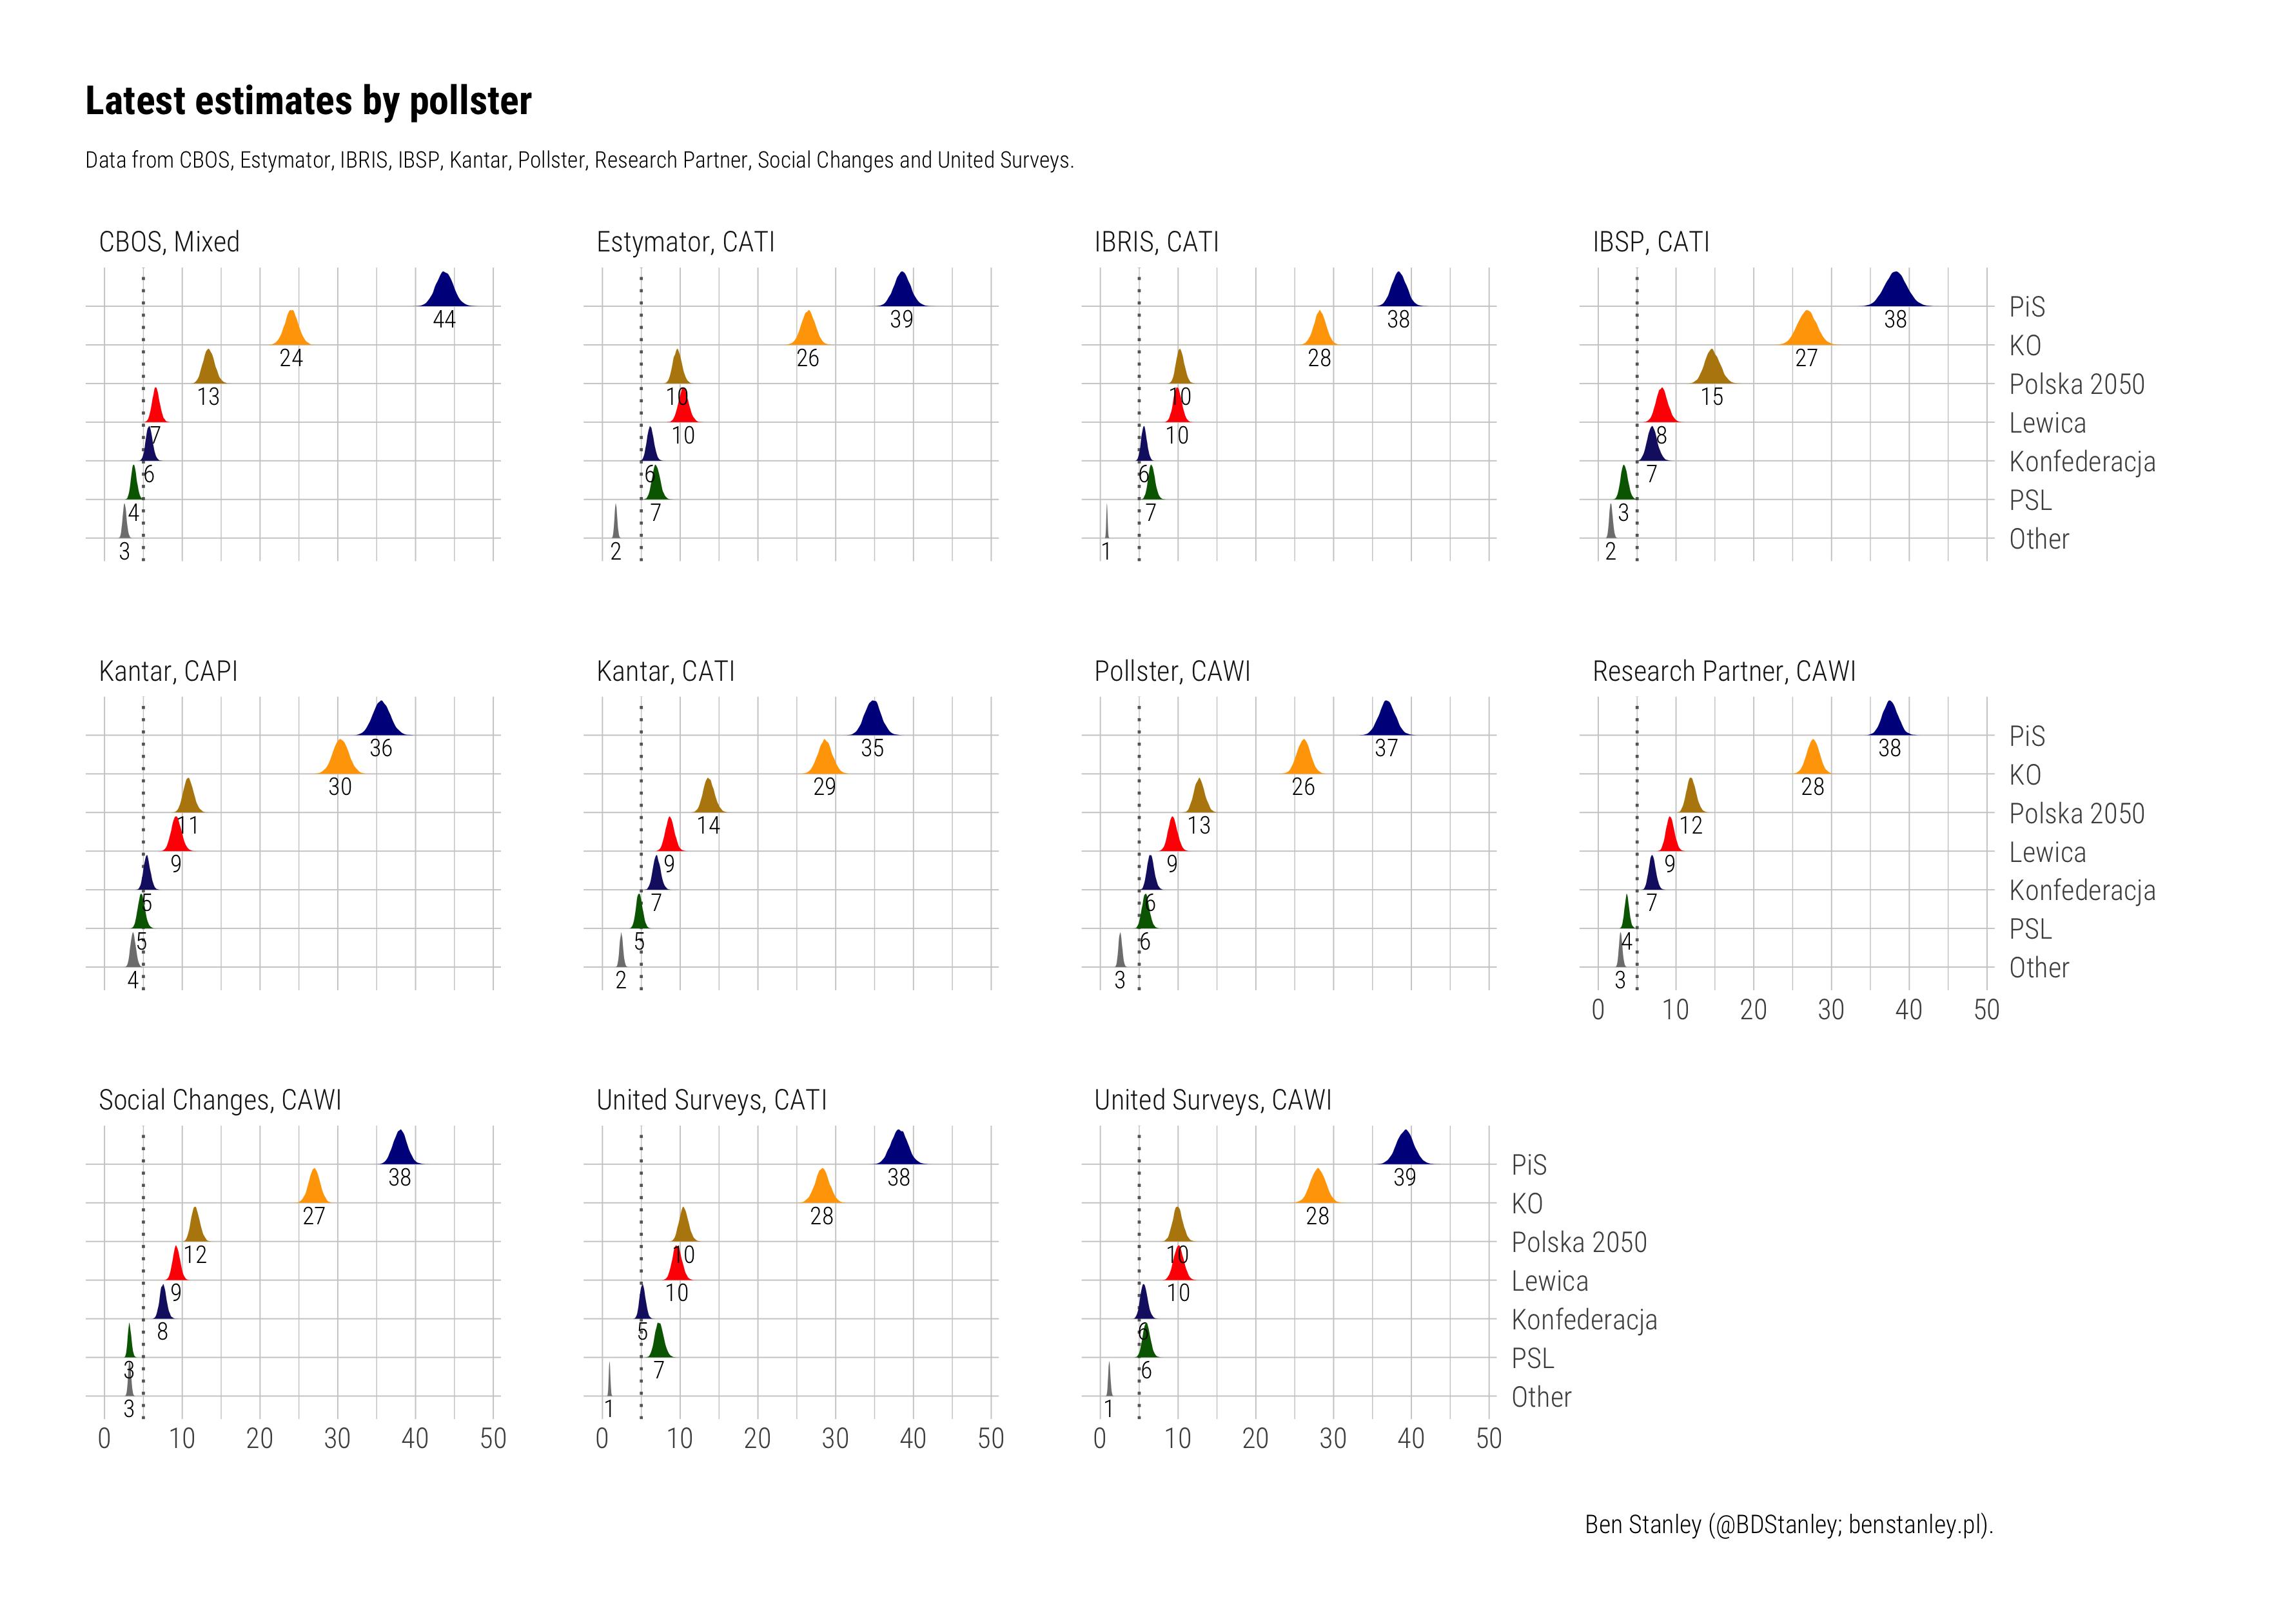 Latest estimates by pollster
Data from CBOS, Estymator, IBRIS, IBSP, Kantar, Pollster, Research Partner, Social Changes and United Surveys.
CBOS, Mixed
44
24
13
7
6
4
3
Estymator, CATI
39
26
10
10
6
7
2
IBRIS, CATI
38
28
10
10
6
7
1
IBSP, CATI
38
27
15
8
7
3
2
PiS
KO
Polska 2050
Lewica
Konfederacja
PSL
Other
Kantar, CAPI
36
30
11
9
5
5
4
Kantar, CATI
35
29
14
9
7
5
2
Pollster, CAWI
37
26
13
9
6
6
3
Research Partner, CAWI
38
28
12
9
7
4
3
PiS
KO
Polska 2050
Lewica
Konfederacja
PSL
Other
0 10 20 30 40 50
Social Changes, CAWI
38
27
12
9
8
3
3
0 10 20 30 40 50
United Surveys, CATI
38
28
10
10
5
7
1
0 10 20 30 40 50
United Surveys, CAWI
39
28
10
10
6
6
1
0 10 20 30 40 50
PiS
KO
Polska 2050
Lewica
Konfederacja
PSL
Other
Ben Stanley (@BDStanley; benstanley.pl).